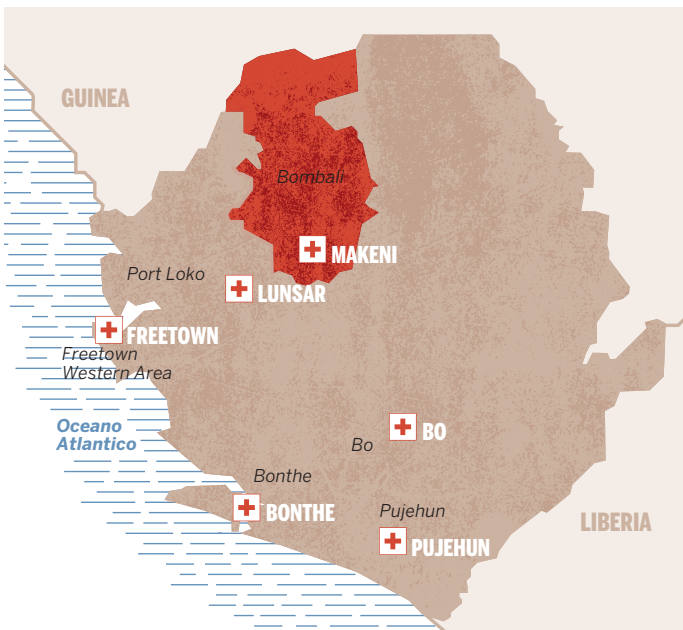 GUINEA
Bombali
MAKENI
Port Loko
LUNSAR
FREETOWN
Freetown
Western Area
Oceano
Atlantico
BO
Bo
Bonthe
BONTHE
Pujehun
LIBERIA
PUJEHUN